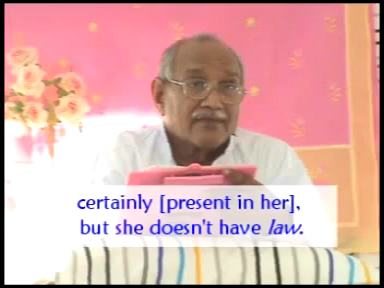 certainly [present in her],
but she doesn't have law.